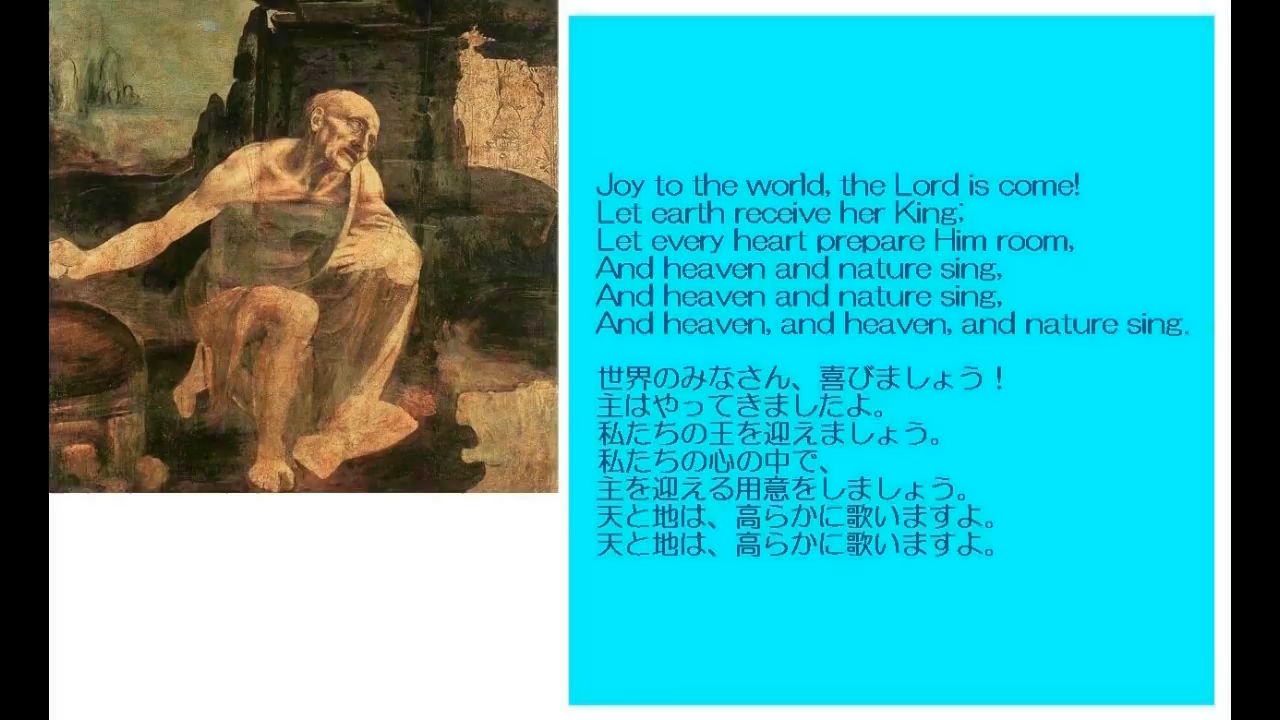 Joy to the world, the Lord is come!
Let earth receive her King;
Let every heart prepare Him room,
And heaven and nature sing,
And heaven and nature sing,
And heaven, and heaven, and nature sing.
世界のみなさん、喜びましょう！
主はやってきましたよ。
私たちの王を迎えましょう。
私たちの心の中で、
主を迎える用意をしましょう。
天と地は、高らかに歌いますよ。
天と地は、高らかに歌いますよ。